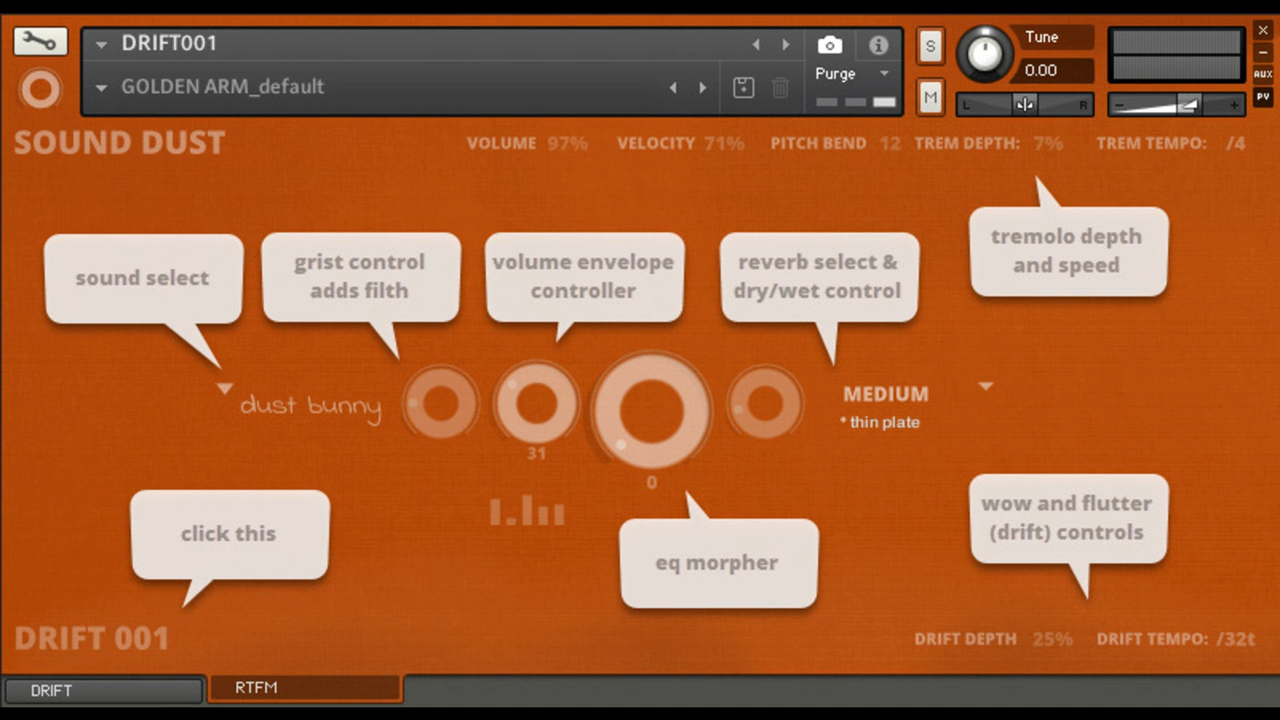 DRIFT001
GOLDEN ARM_default
Purge
S
M
Tune
0.00
L R
- +
X
-
AUX
PV
SOUND DUST
VOLUME 97% VELOCITY 71% PITCH BEND 12 TREM DEPTH: 7% TREM TEMPO: /4
sound select
grist control
adds filth
volume envelope
controller
reverb select &
dry/wet control
tremolo depth
and speed
dust bunny
31
0
MEDIUM
* thin plate
click this
eq morpher
wow and flutter
(drift) controls
DRIFT 001
DRIFT DEPTH 25% DRIFT TEMPO: /32t
DRIFT
RTFM